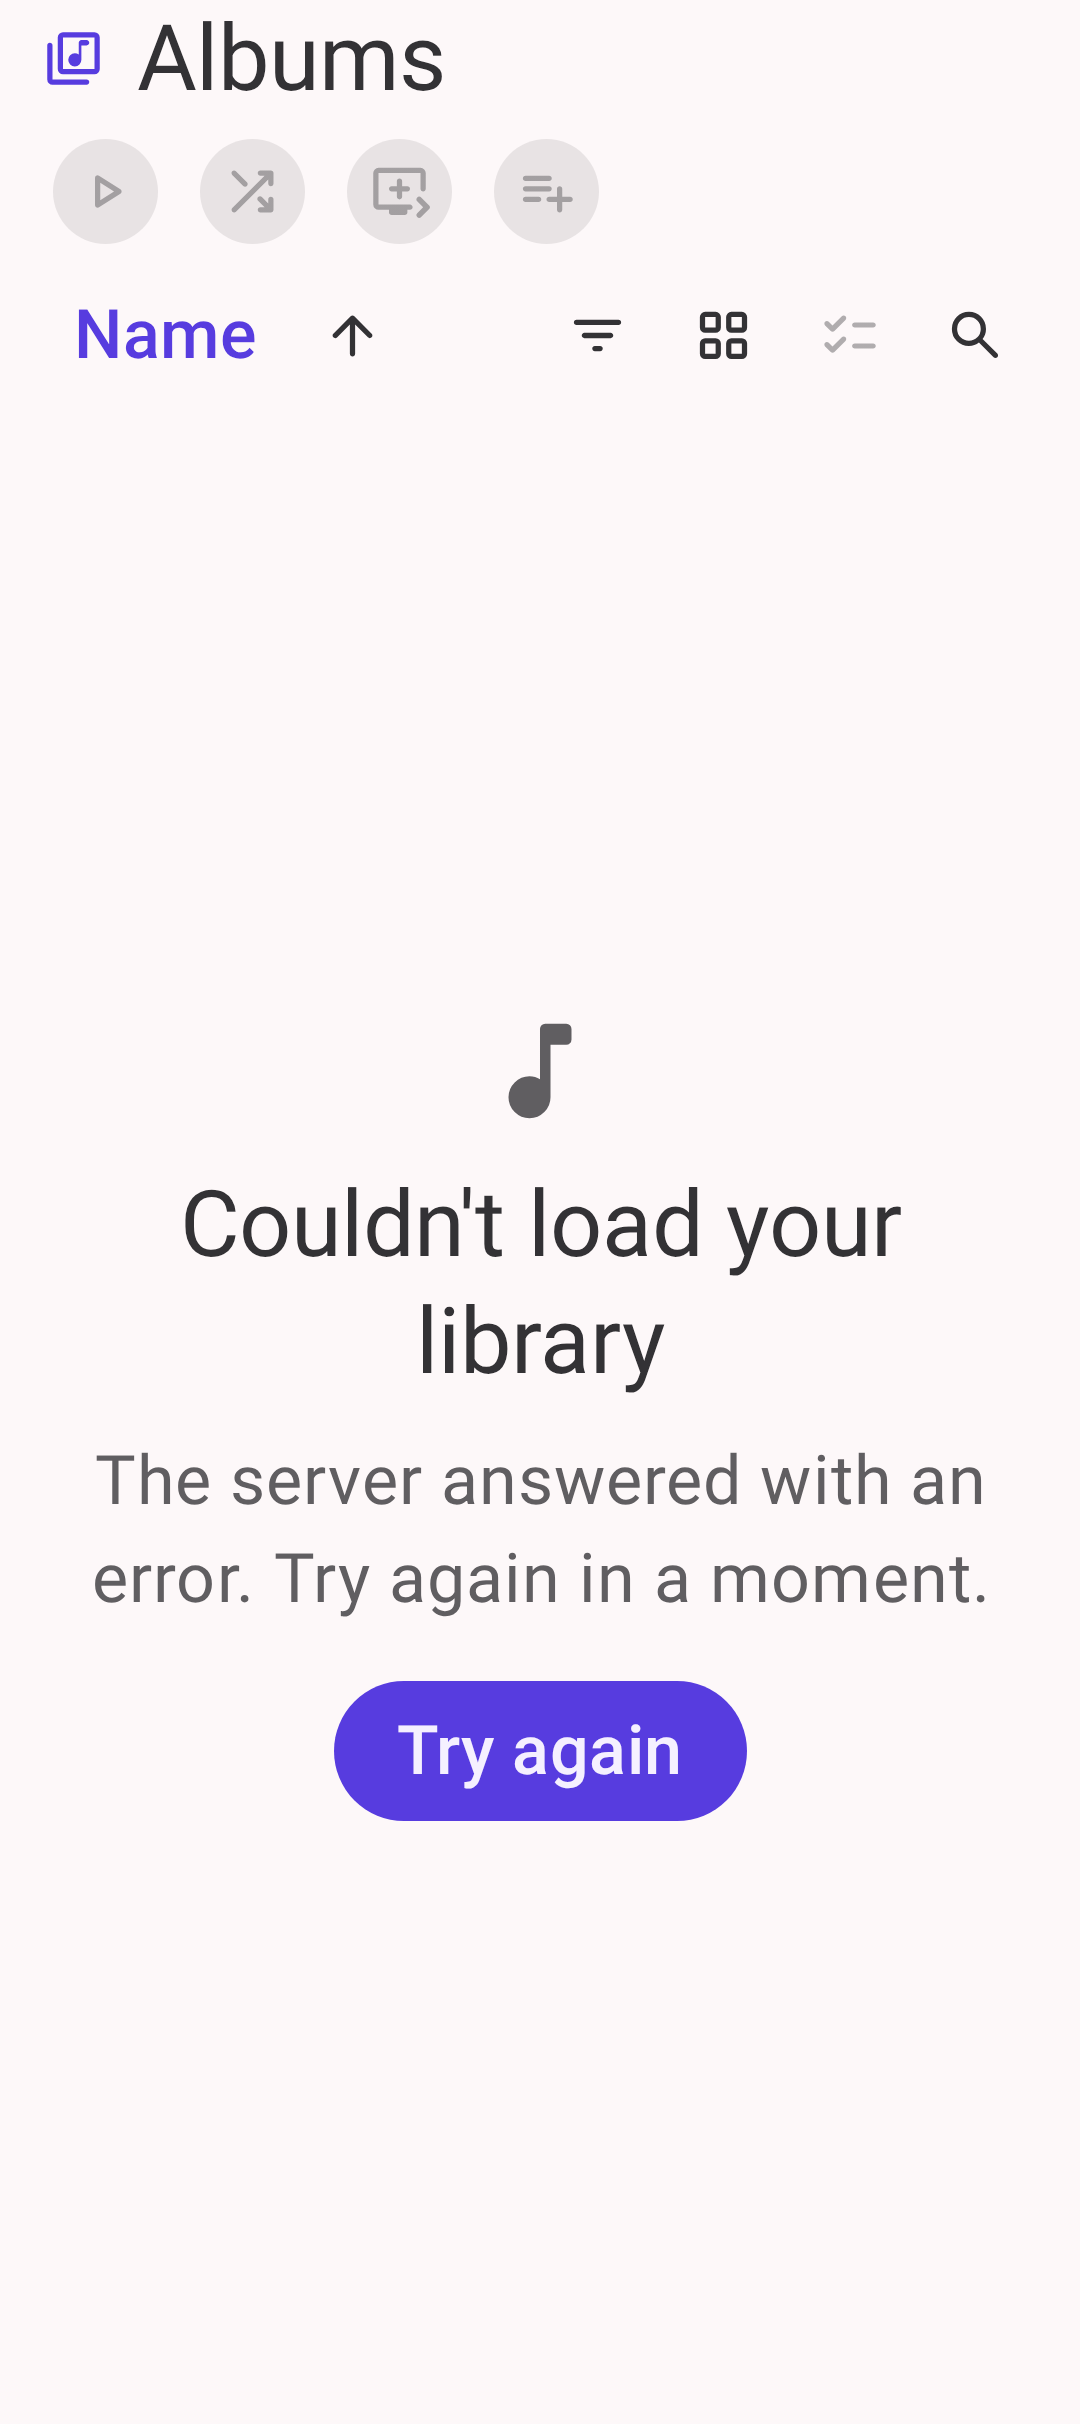 Albums
Name
Couldn't load your
library
The server answered with an
error. Try again in a moment.
Try again